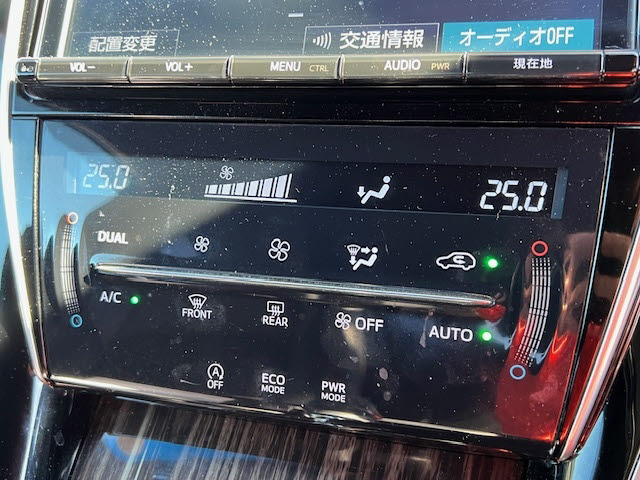 配置変更 交通情報 オーディオOFF
VOL− VOL+ MENU CTRL AUDIO PWR 現在地
25.0 25.0
DUAL
A/C FRONT REAR OFF AUTO
A OFF ECO MODE PWR MODE